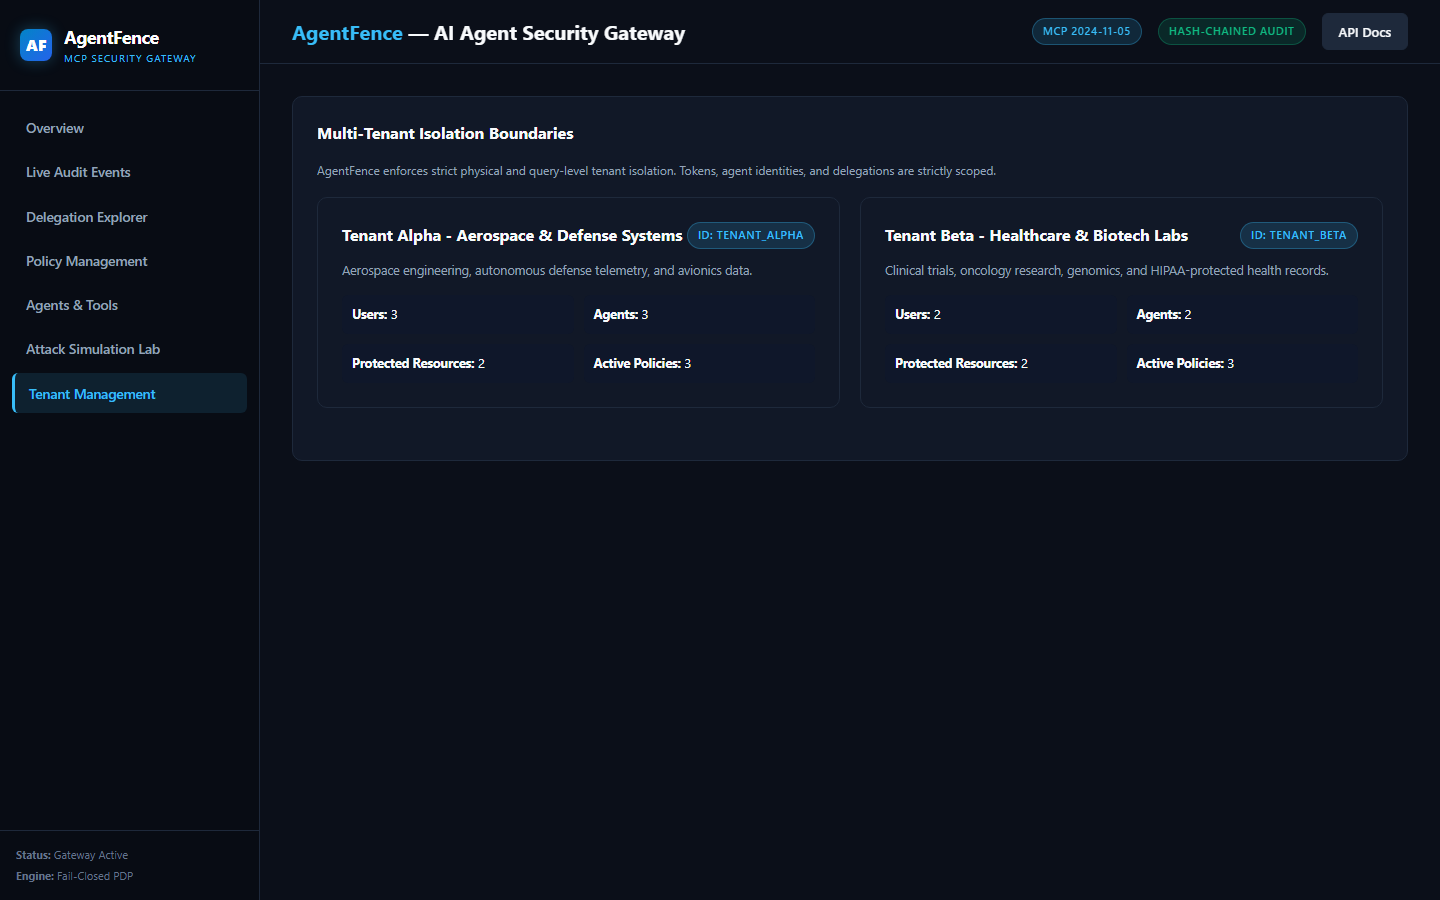 AF
AgentFence
MCP SECURITY GATEWAY
Overview
Live Audit Events
Delegation Explorer
Policy Management
Agents & Tools
Attack Simulation Lab
Tenant Management
Status: Gateway Active
Engine: Fail-Closed PDP
AgentFence — AI Agent Security Gateway
MCP 2024-11-05
HASH-CHAINED AUDIT
API Docs
Multi-Tenant Isolation Boundaries
AgentFence enforces strict physical and query-level tenant isolation. Tokens, agent identities, and delegations are strictly scoped.
Tenant Alpha - Aerospace & Defense Systems
ID: TENANT_ALPHA
Aerospace engineering, autonomous defense telemetry, and avionics data.
Users: 3
Agents: 3
Protected Resources: 2
Active Policies: 3
Tenant Beta - Healthcare & Biotech Labs
ID: TENANT_BETA
Clinical trials, oncology research, genomics, and HIPAA-protected health records.
Users: 2
Agents: 2
Protected Resources: 2
Active Policies: 3